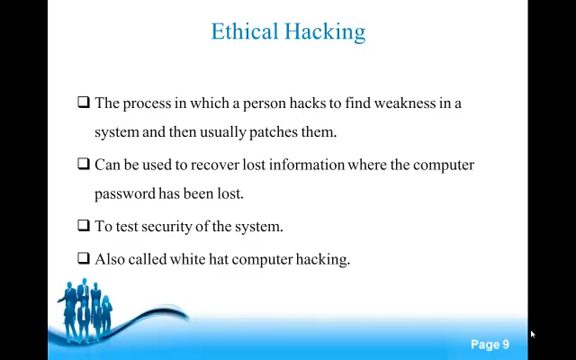 Ethical Hacking
❑ The process in which a person hacks to find weakness in a
system and then usually patches them.
❑ Can be used to recover lost information where the computer
password has been lost.
❑ To test security of the system.
❑ Also called white hat computer hacking.
Page 9